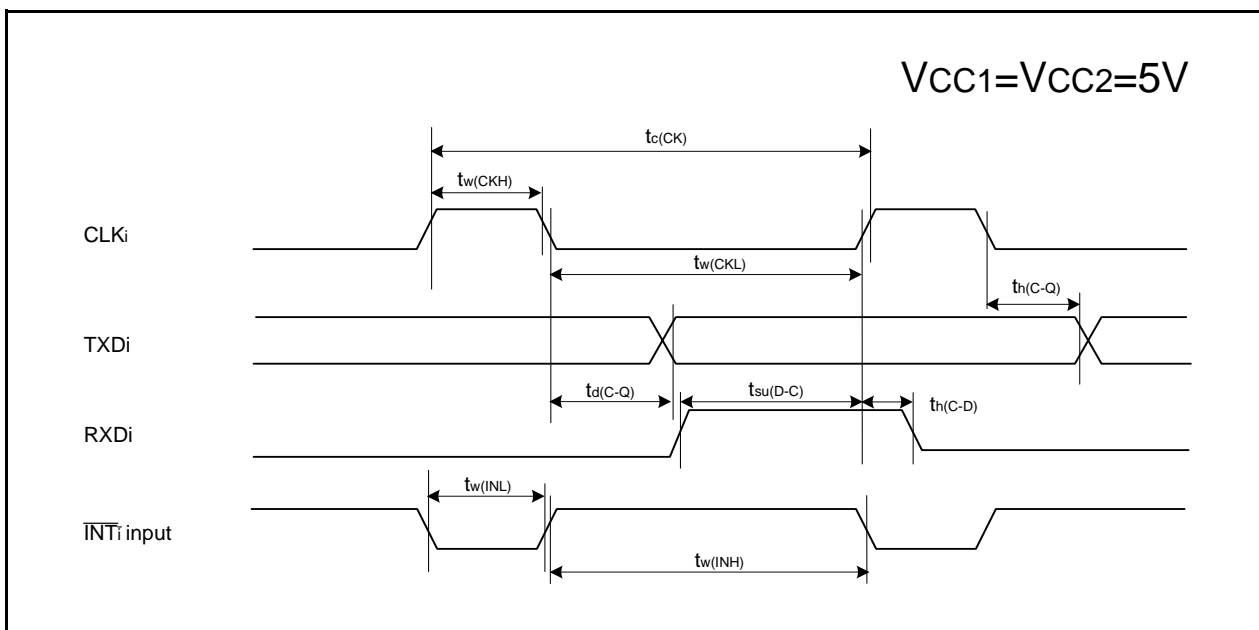 VCC1=VCC2=5V
tc(CK)
tw(CKH)
CLKi
tw(CKL)
th(C-Q)
TXDi
td(C-Q)
tsu(D-C)
th(C-D)
RXDi
tw(INL)
INTi input
tw(INH)